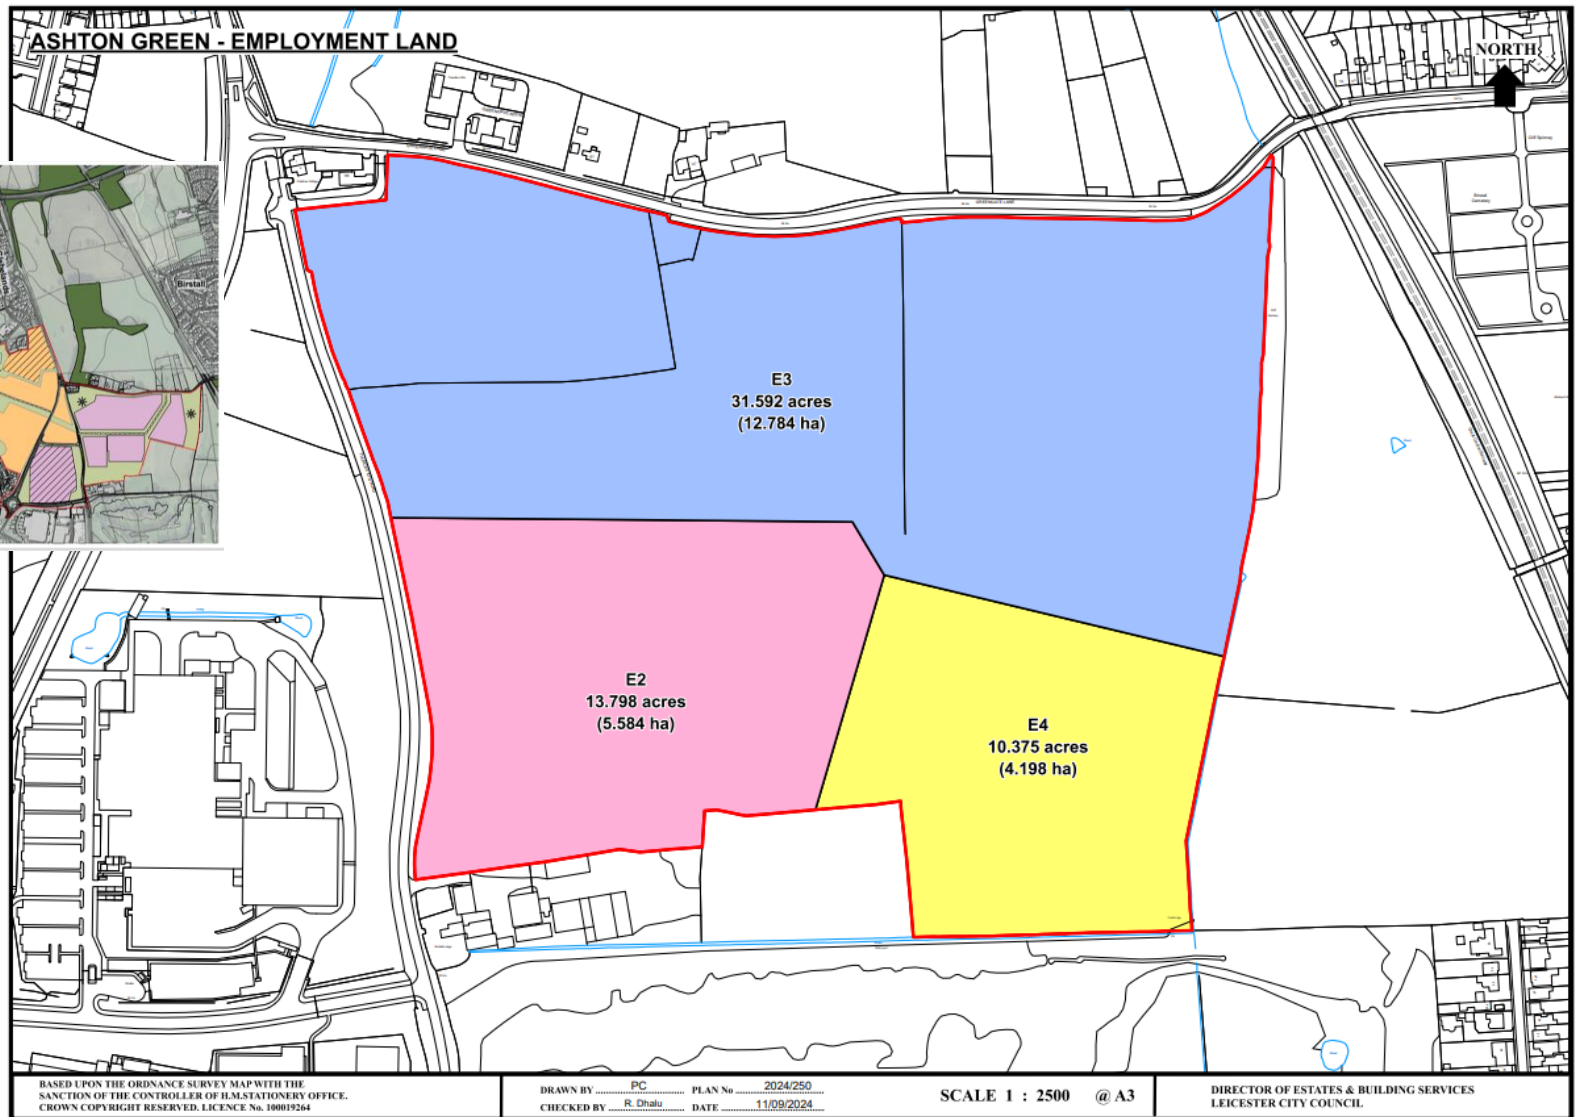 ASHTON GREEN - EMPLOYMENT LAND
NORTH
Birstall
GREENGATE LANE
E3
31.592 acres
(12.784 ha)
E2
13.798 acres
(5.584 ha)
E4
10.375 acres
(4.198 ha)
BASED UPON THE ORDNANCE SURVEY MAP WITH THE
SANCTION OF THE CONTROLLER OF H.M.STATIONERY OFFICE.
CROWN COPYRIGHT RESERVED. LICENCE No. 100019264
DRAWN BY PC PLAN No 2024/250
CHECKED BY R. Dhalu DATE 11/09/2024
SCALE 1 : 2500 @ A3
DIRECTOR OF ESTATES & BUILDING SERVICES
LEICESTER CITY COUNCIL